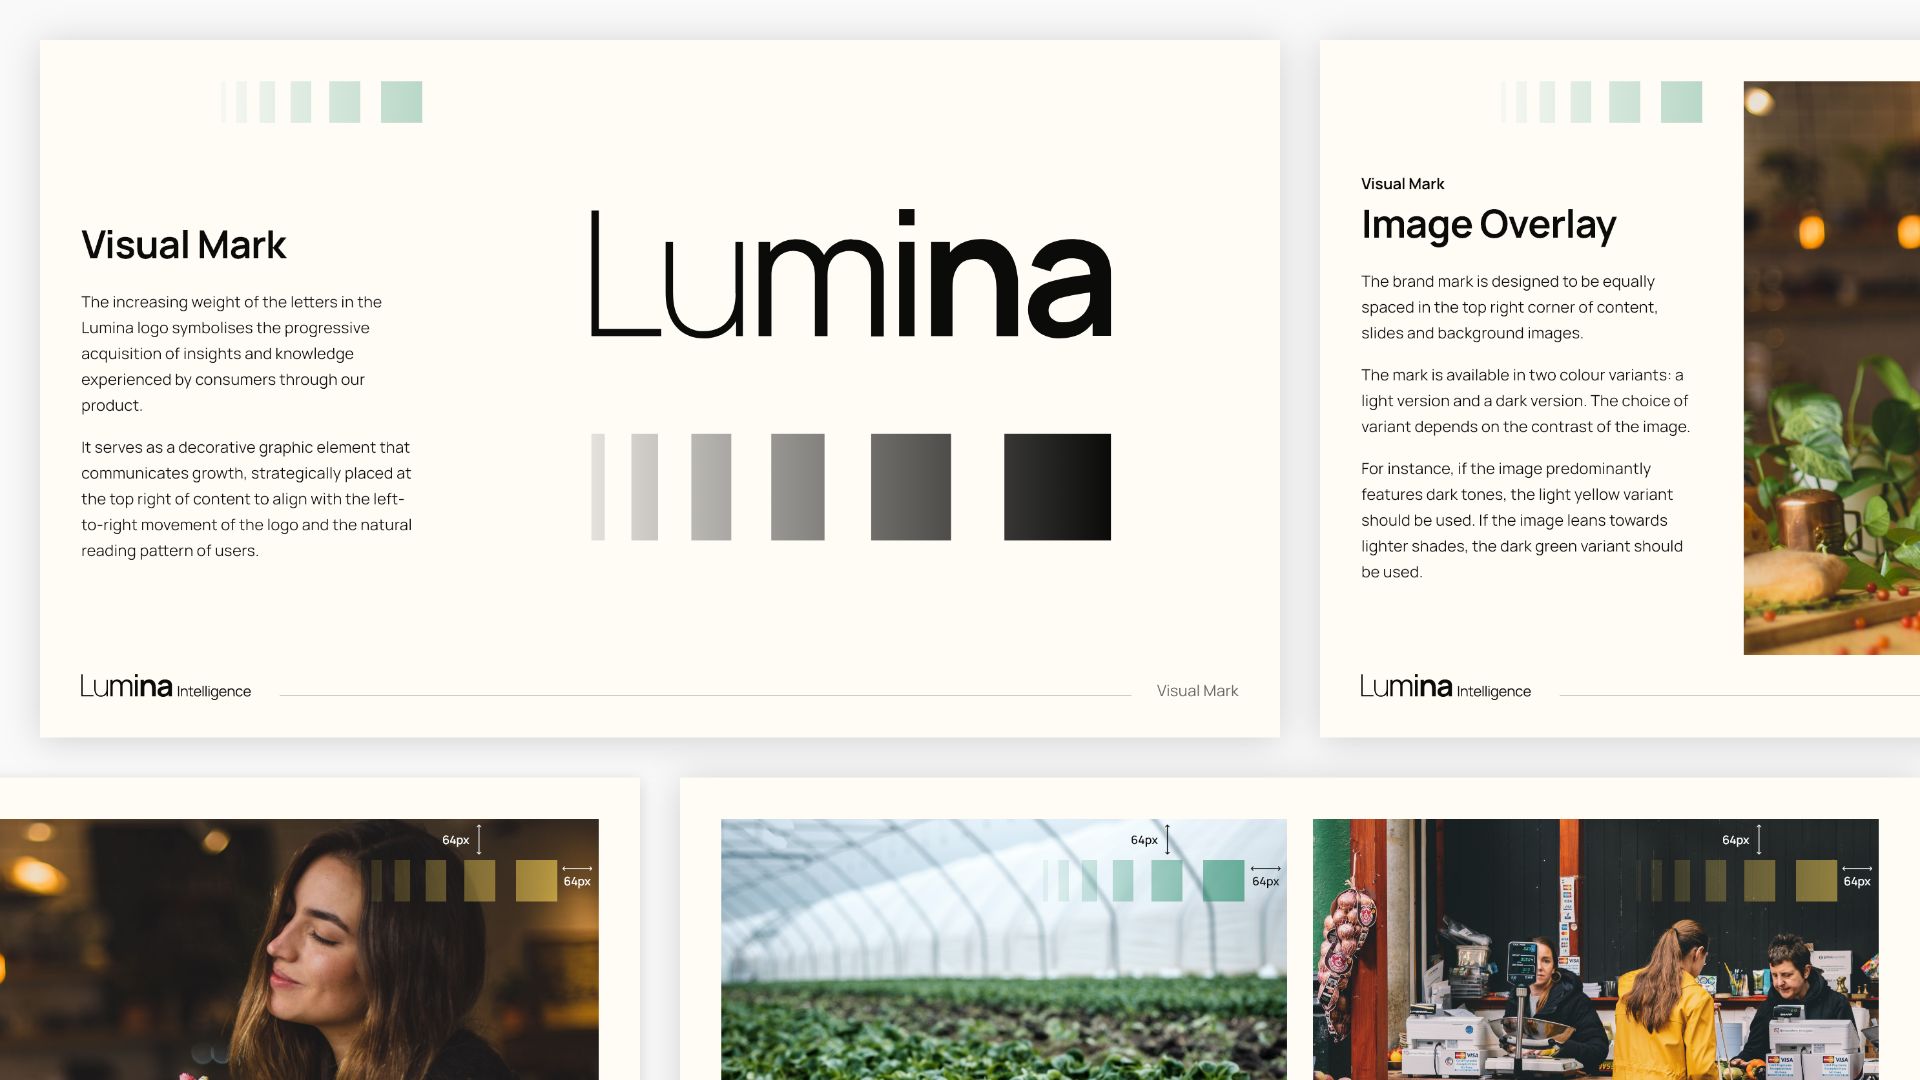 Visual Mark
The increasing weight of the letters in the
Lumina logo symbolises the progressive
acquisition of insights and knowledge
experienced by consumers through our
product.
It serves as a decorative graphic element that
communicates growth, strategically placed at
the top right of content to align with the left-
to-right movement of the logo and the natural
reading pattern of users.
Lumina
Lumina Intelligence
Visual Mark
Visual Mark
Image Overlay
The brand mark is designed to be equally
spaced in the top right corner of content,
slides and background images.
The mark is available in two colour variants: a
light version and a dark version. The choice of
variant depends on the contrast of the image.
For instance, if the image predominantly
features dark tones, the light yellow variant
should be used. If the image leans towards
lighter shades, the dark green variant should
be used.
Lumina Intelligence
64px
64px
64px
64px
64px
64px
VISA
VISA
VISA
VISA